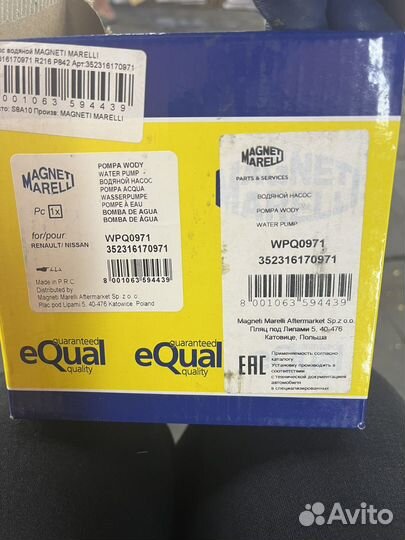 ос водяной MAGNETI MARELLI
2316170971 R216 P842 Арт:352316170971
001063 594439
сто: S9A10 Произв: MAGNETI MARELLI
MAGNETI
MARELLI
Pc 1x
for/pour
RENAULT/ NISSAN
POMPA WODY
WATER PUMP -
ВОДЯНОЙ НАСОС
POMPA ACQUA
WASSERPUMPE
POMPE À EAU
BOMBA DE AGUA
BOMBA DE ÁGUA
WPQ0971
352316170971
8 001063 594439
Made in P.R.C
Distributed by
Magneti Marelli Aftermarket Sp. z o. o.
Plac pod Lipami 5, 40-476 Katowice, Poland
MAGNETI
MARELLI
PARTS & SERVICES
ВОДЯНОЙ НАСОС
POMPA WODY
WATER PUMP
WPQ0971
352316170971
8 001063 594439
Magneti Marelli Aftermarket Sp. z o.o.
Пляц под Липами 5, 40-476
Катовице, Польша
EAC
Применяемость согласно
каталогу.
Установку производить в
соответствии
с технической документацией
автомобиля
в специализированных
guaranteed
eQual
quality
guaranteed
eQual
quality
Avito